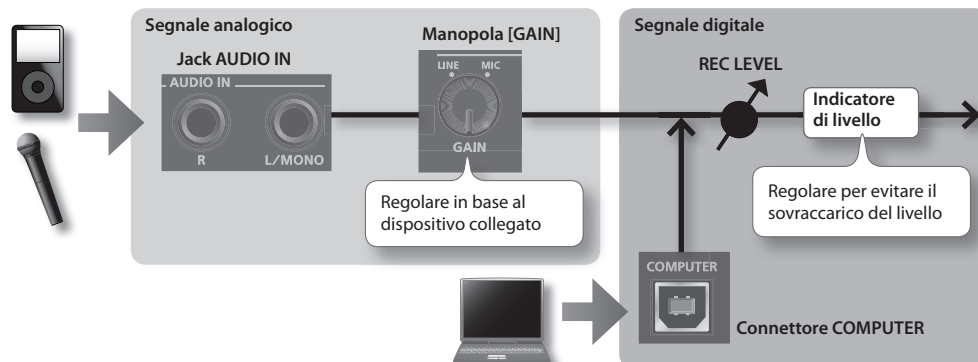 Segnale analogico
Jack AUDIO IN
AUDIO IN
R
L/MONO
Manopola [GAIN]
LINE
MIC
GAIN
Regolare in base al
dispositivo collegato
Segnale digitale
REC LEVEL
Indicatore
di livello
Regolare per evitare il
sovraccarico del livello
COMPUTER
Connettore COMPUTER